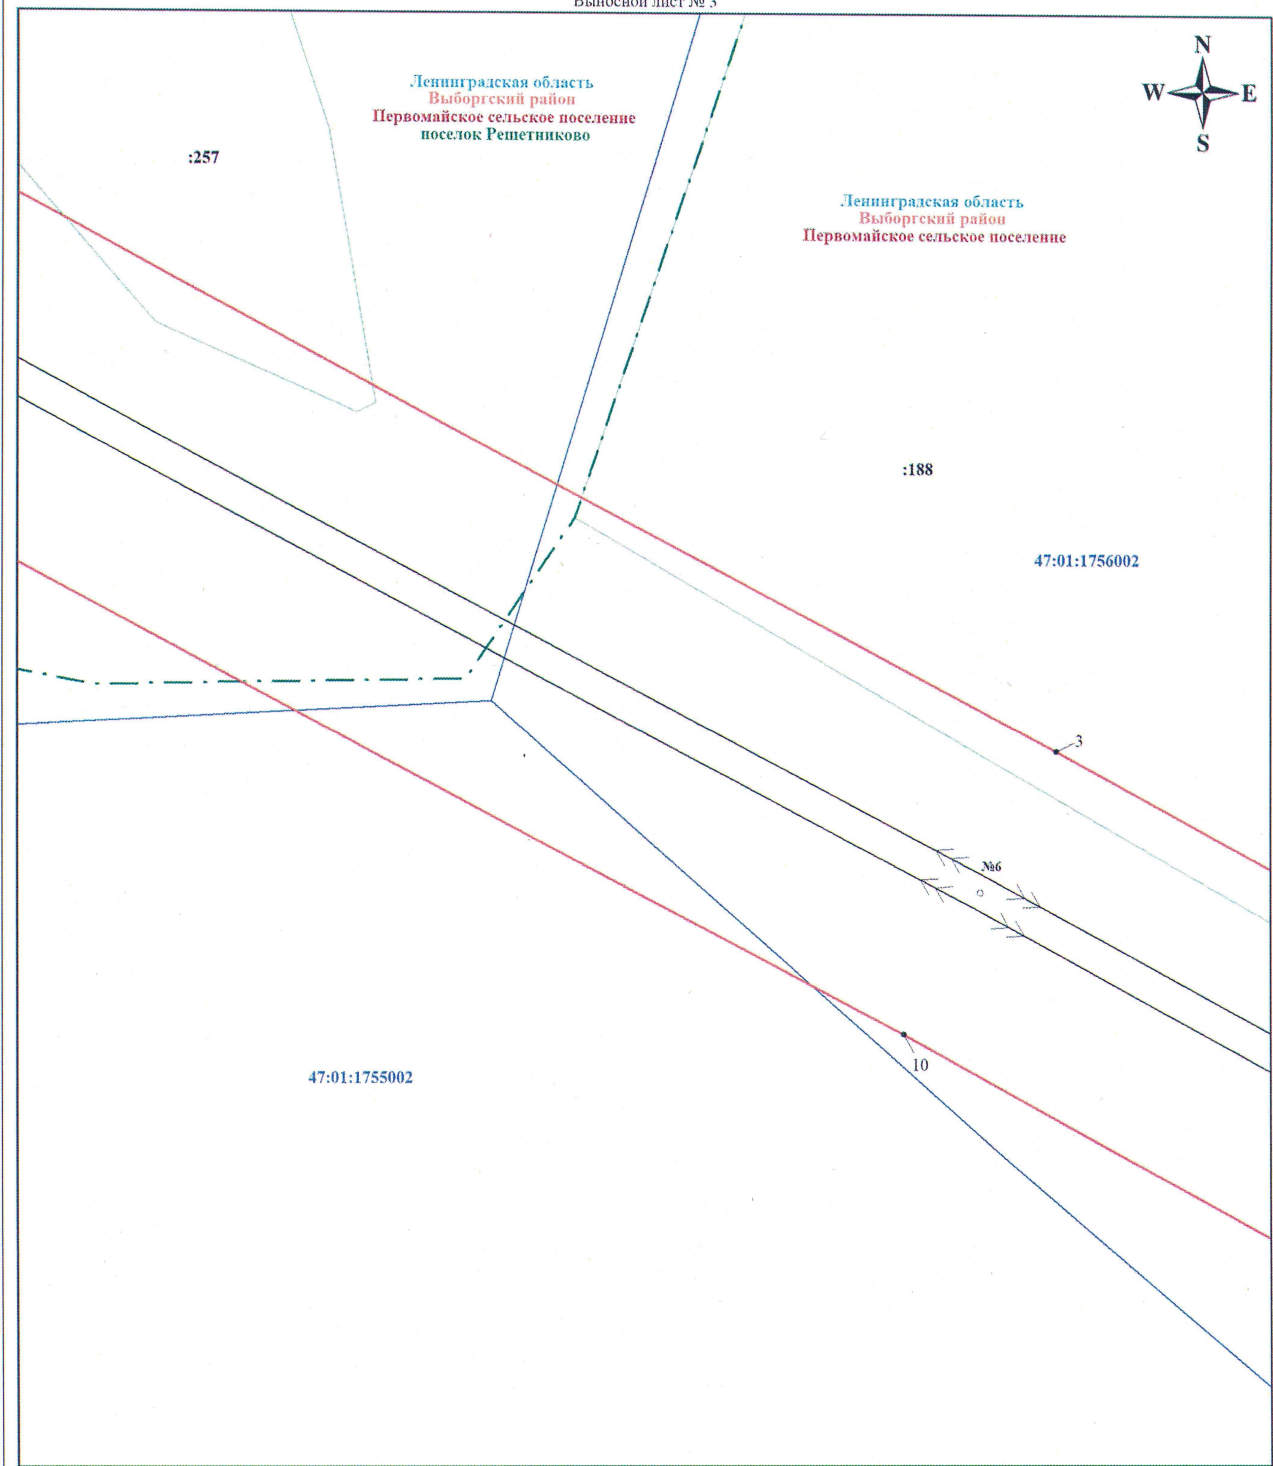 Выносной лист № 3
N
W E
S
Ленинградская область
Выборгский район
Первомайское сельское поселение
поселок Решетниково
:257
Ленинградская область
Выборгский район
Первомайское сельское поселение
:188
47:01:1756002
3
№6
10
47:01:1755002